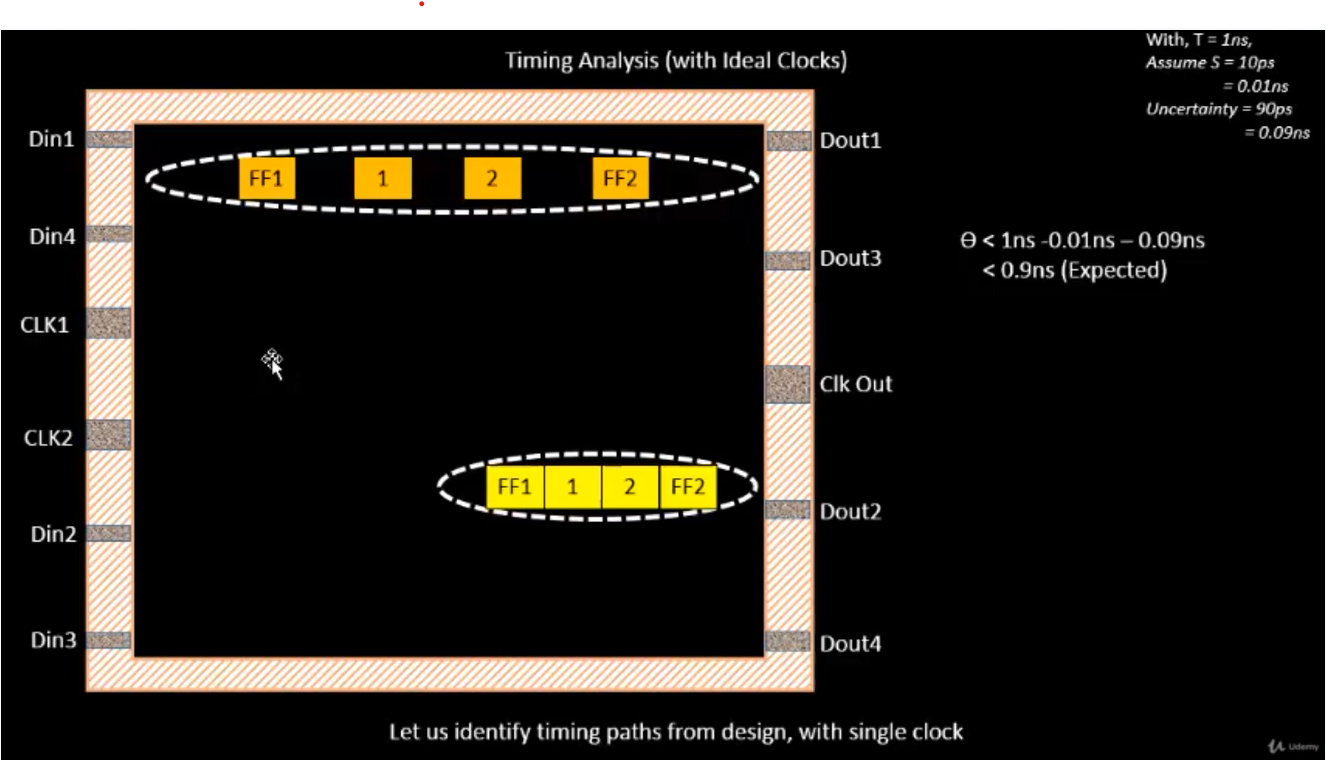 Timing Analysis (with Ideal Clocks)
With, T = 1ns,
Assume S = 10ps
= 0.01ns
Uncertainty = 90ps
= 0.09ns
Din1
Din4
CLK1
CLK2
Din2
Din3
FF1 1 2 FF2
FF1 1 2 FF2
Dout1
Dout3
Clk Out
Dout2
Dout4
Θ < 1ns -0.01ns – 0.09ns
< 0.9ns (Expected)
Let us identify timing paths from design, with single clock
Udemy